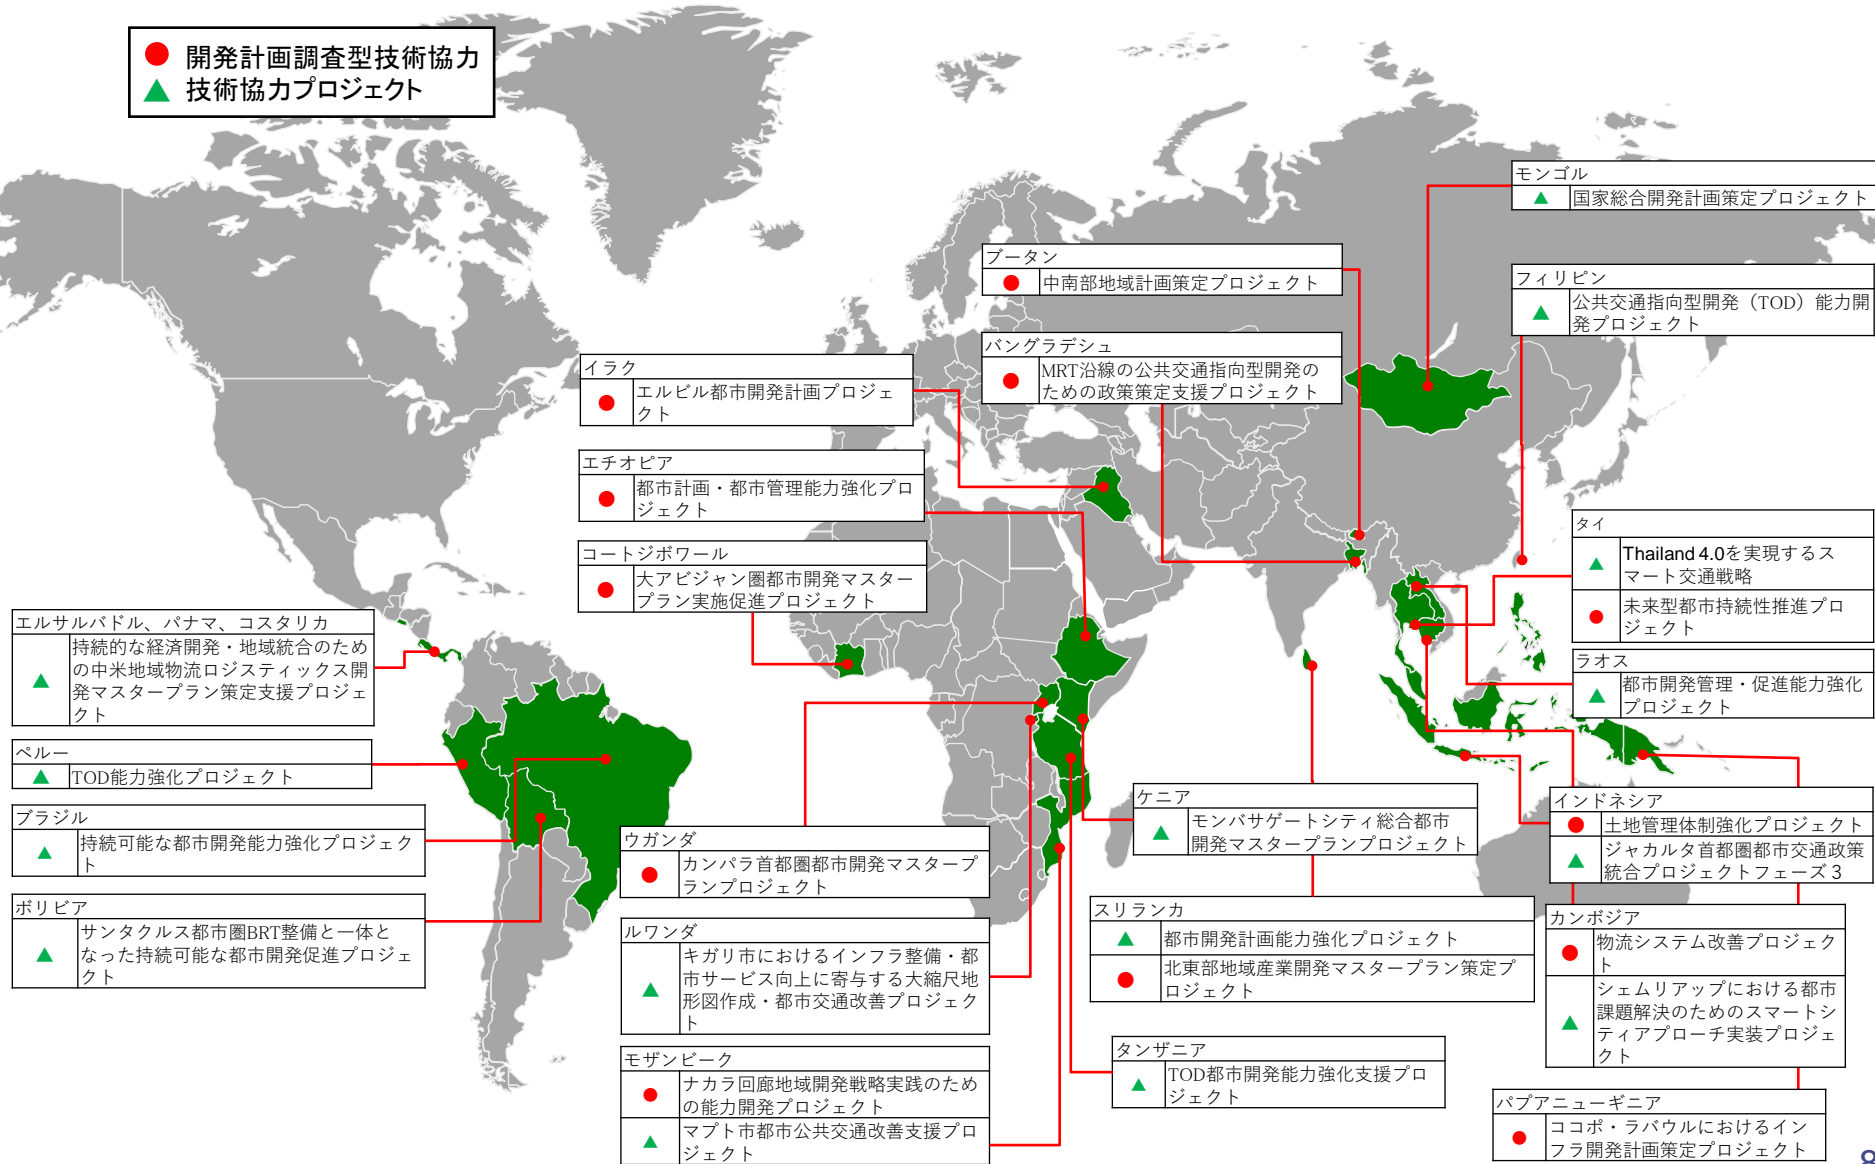 開発計画調査型技術協力
技術協力プロジェクト
モンゴル
国家総合開発計画策定プロジェクト
ブータン
中南部地域計画策定プロジェクト
フィリピン
公共交通指向型開発（TOD）能力開
発プロジェクト
バングラデシュ
MRT沿線の公共交通指向型開発の
ための政策策定支援プロジェクト
イラク
エルビル都市開発計画プロジェ
クト
エチオピア
都市計画・都市管理能力強化プロ
ジェクト
コートジボワール
大アビジャン圏都市開発マスター
プラン実施促進プロジェクト
タイ
Thailand 4.0を実現するス
マート交通戦略
未来型都市持続性推進プロ
ジェクト
ラオス
都市開発管理・促進能力強化
プロジェクト
エルサルバドル、パナマ、コスタリカ
持続的な経済開発・地域統合のため
の中米地域物流ロジスティックス開
発マスタープラン策定支援プロジェ
クト
ペルー
TOD能力強化プロジェクト
ブラジル
持続可能な都市開発能力強化プロジェク
ト
ボリビア
サンタクルス都市圏BRT整備と一体と
なった持続可能な都市開発促進プロジェ
クト
ウガンダ
カンパラ首都圏都市開発マスタープ
ランプロジェクト
ルワンダ
キガリ市におけるインフラ整備・都
市サービス向上に寄与する大縮尺地
形図作成・都市交通改善プロジェク
ト
モザンビーク
ナカラ回廊地域開発戦略実践のため
の能力開発プロジェクト
マプト市都市公共交通改善支援プロ
ジェクト
ケニア
モンバサゲートシティ総合都市
開発マスタープランプロジェクト
スリランカ
都市開発計画能力強化プロジェクト
北東部地域産業開発マスタープラン策定プ
ロジェクト
タンザニア
TOD都市開発能力強化支援プロ
ジェクト
インドネシア
土地管理体制強化プロジェクト
ジャカルタ首都圏都市交通政策
統合プロジェクトフェーズ3
カンボジア
物流システム改善プロジェク
ト
シェムリアップにおける都市
課題解決のためのスマートシ
ティアプローチ実装プロジェ
クト
パプアニューギニア
ココポ・ラバウルにおけるイン
フラ開発計画策定プロジェクト